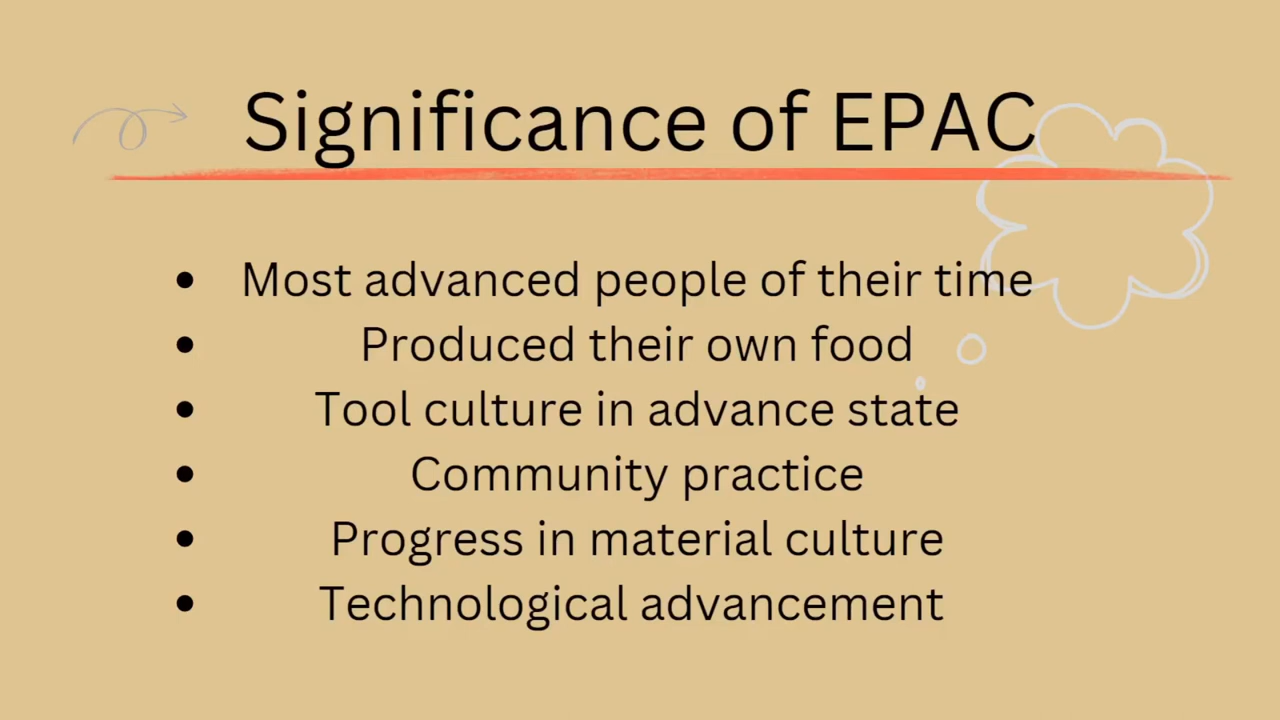 Significance of EPAC
• Most advanced people of their time
• Produced their own food
• Tool culture in advance state
• Community practice
• Progress in material culture
• Technological advancement